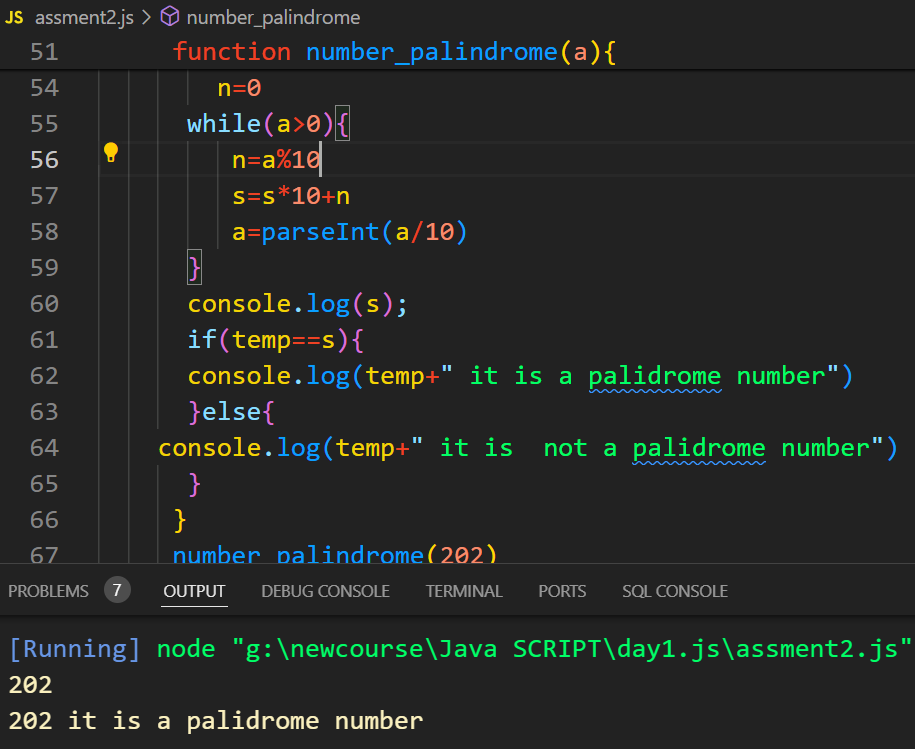 JS assment2.js > number_palindrome
51 function number_palindrome(a){
54 n=0
55 while(a>0){
56 n=a%10
57 s=s*10+n
58 a=parseInt(a/10)
59 }
60 console.log(s);
61 if(temp==s){
62 console.log(temp+" it is a palidrome number")
63 }else{
64 console.log(temp+" it is  not a palidrome number")
65 }
66 }
67 number_palindrome(202)
PROBLEMS 7 OUTPUT DEBUG CONSOLE TERMINAL PORTS SQL CONSOLE
[Running] node "g:\newcourse\Java SCRIPT\day1.js\assment2.js"
202
202 it is a palidrome number